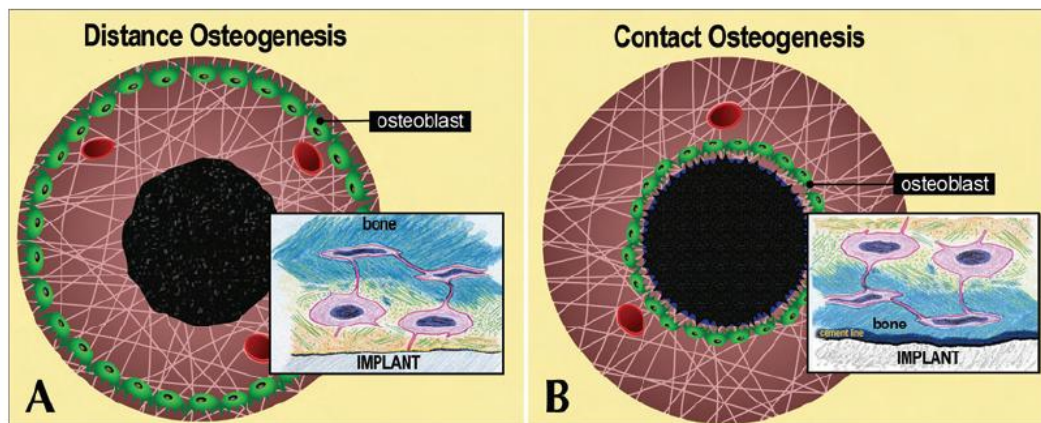 Distance Osteogenesis
osteoblast
bone
IMPLANT
A
Contact Osteogenesis
osteoblast
cement line
bone
IMPLANT
B